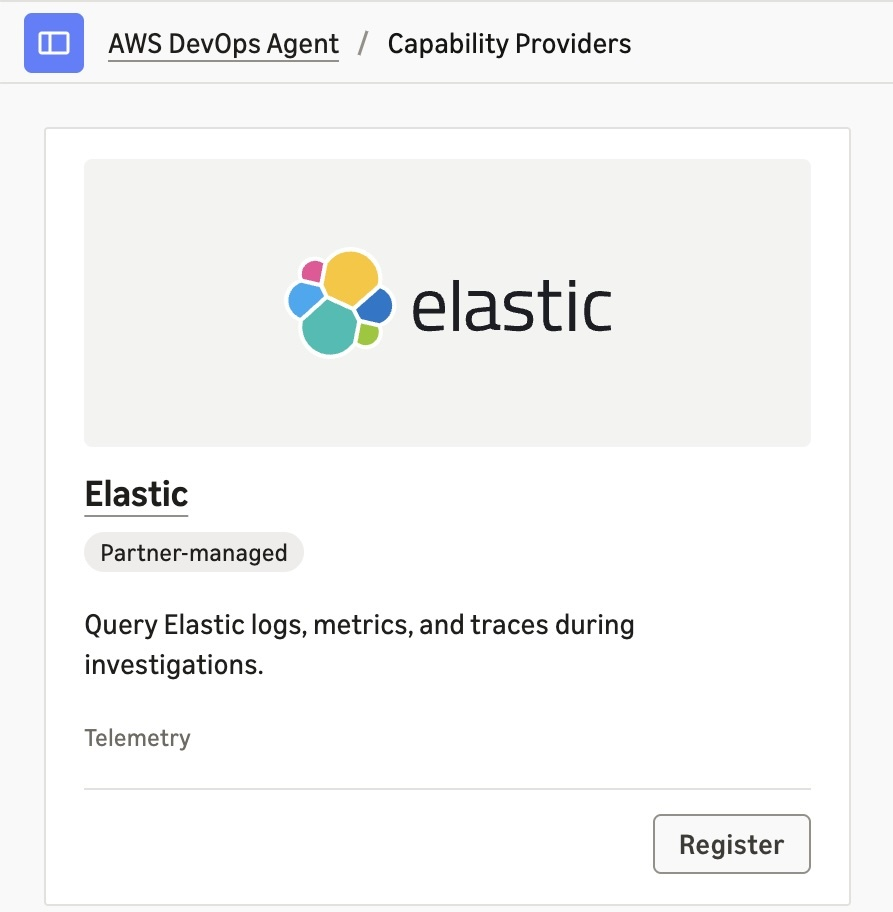 AWS DevOps Agent / Capability Providers
elastic
Elastic
Partner-managed
Query Elastic logs, metrics, and traces during
investigations.
Telemetry
Register